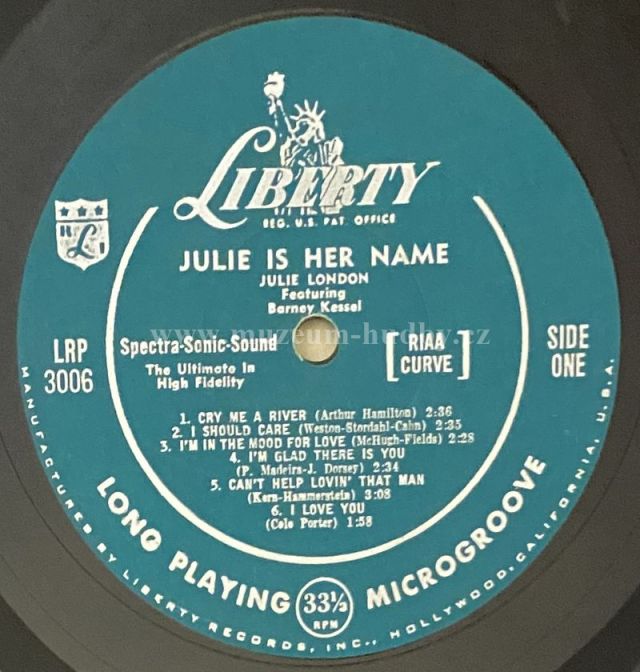 LIBERTY
REG. U.S. PAT. OFFICE
JULIE IS HER NAME
JULIE LONDON
Featuring
Barney Kessel
www.muzeum-hudby.cz
LRP
3006
Spectra-Sonic-Sound
The Ultimate In
High Fidelity
[RIAA
CURVE]
SIDE
ONE
1. CRY ME A RIVER (Arthur Hamilton) 2:36
2. I SHOULD CARE (Weston-Stordahl-Cahn) 2:35
3. I'M IN THE MOOD FOR LOVE (McHugh-Fields) 2:28
4. I'M GLAD THERE IS YOU
(P. Madeira-J. Dorsey) 2:34
5. CAN'T HELP LOVIN' THAT MAN
(Kern-Hammerstein) 3:08
6. I LOVE YOU
(Cole Porter) 1:58
LONG PLAYING 33⅓ RPM MICROGROOVE
MANUFACTURED BY LIBERTY RECORDS, INC., HOLLYWOOD, CALIFORNIA, U.S.A.